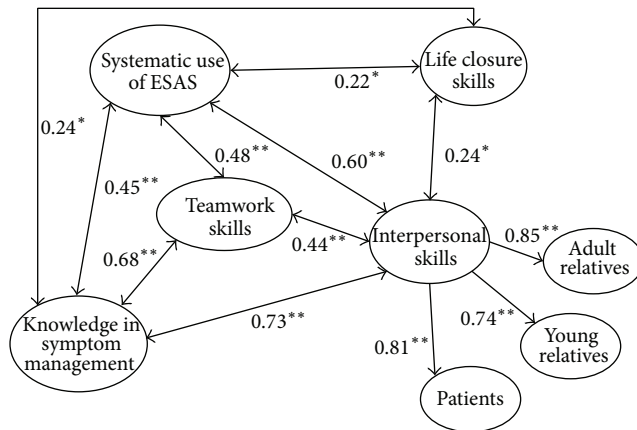 Systematic use
of ESAS
Life closure
skills
0.22*
0.24*
0.48**
0.60**
0.24*
0.45**
Teamwork
skills
0.44**
Interpersonal
skills
0.85**
Adult
relatives
0.68**
Knowledge in
symptom
management
0.73**
0.74**
Young
relatives
0.81**
Patients